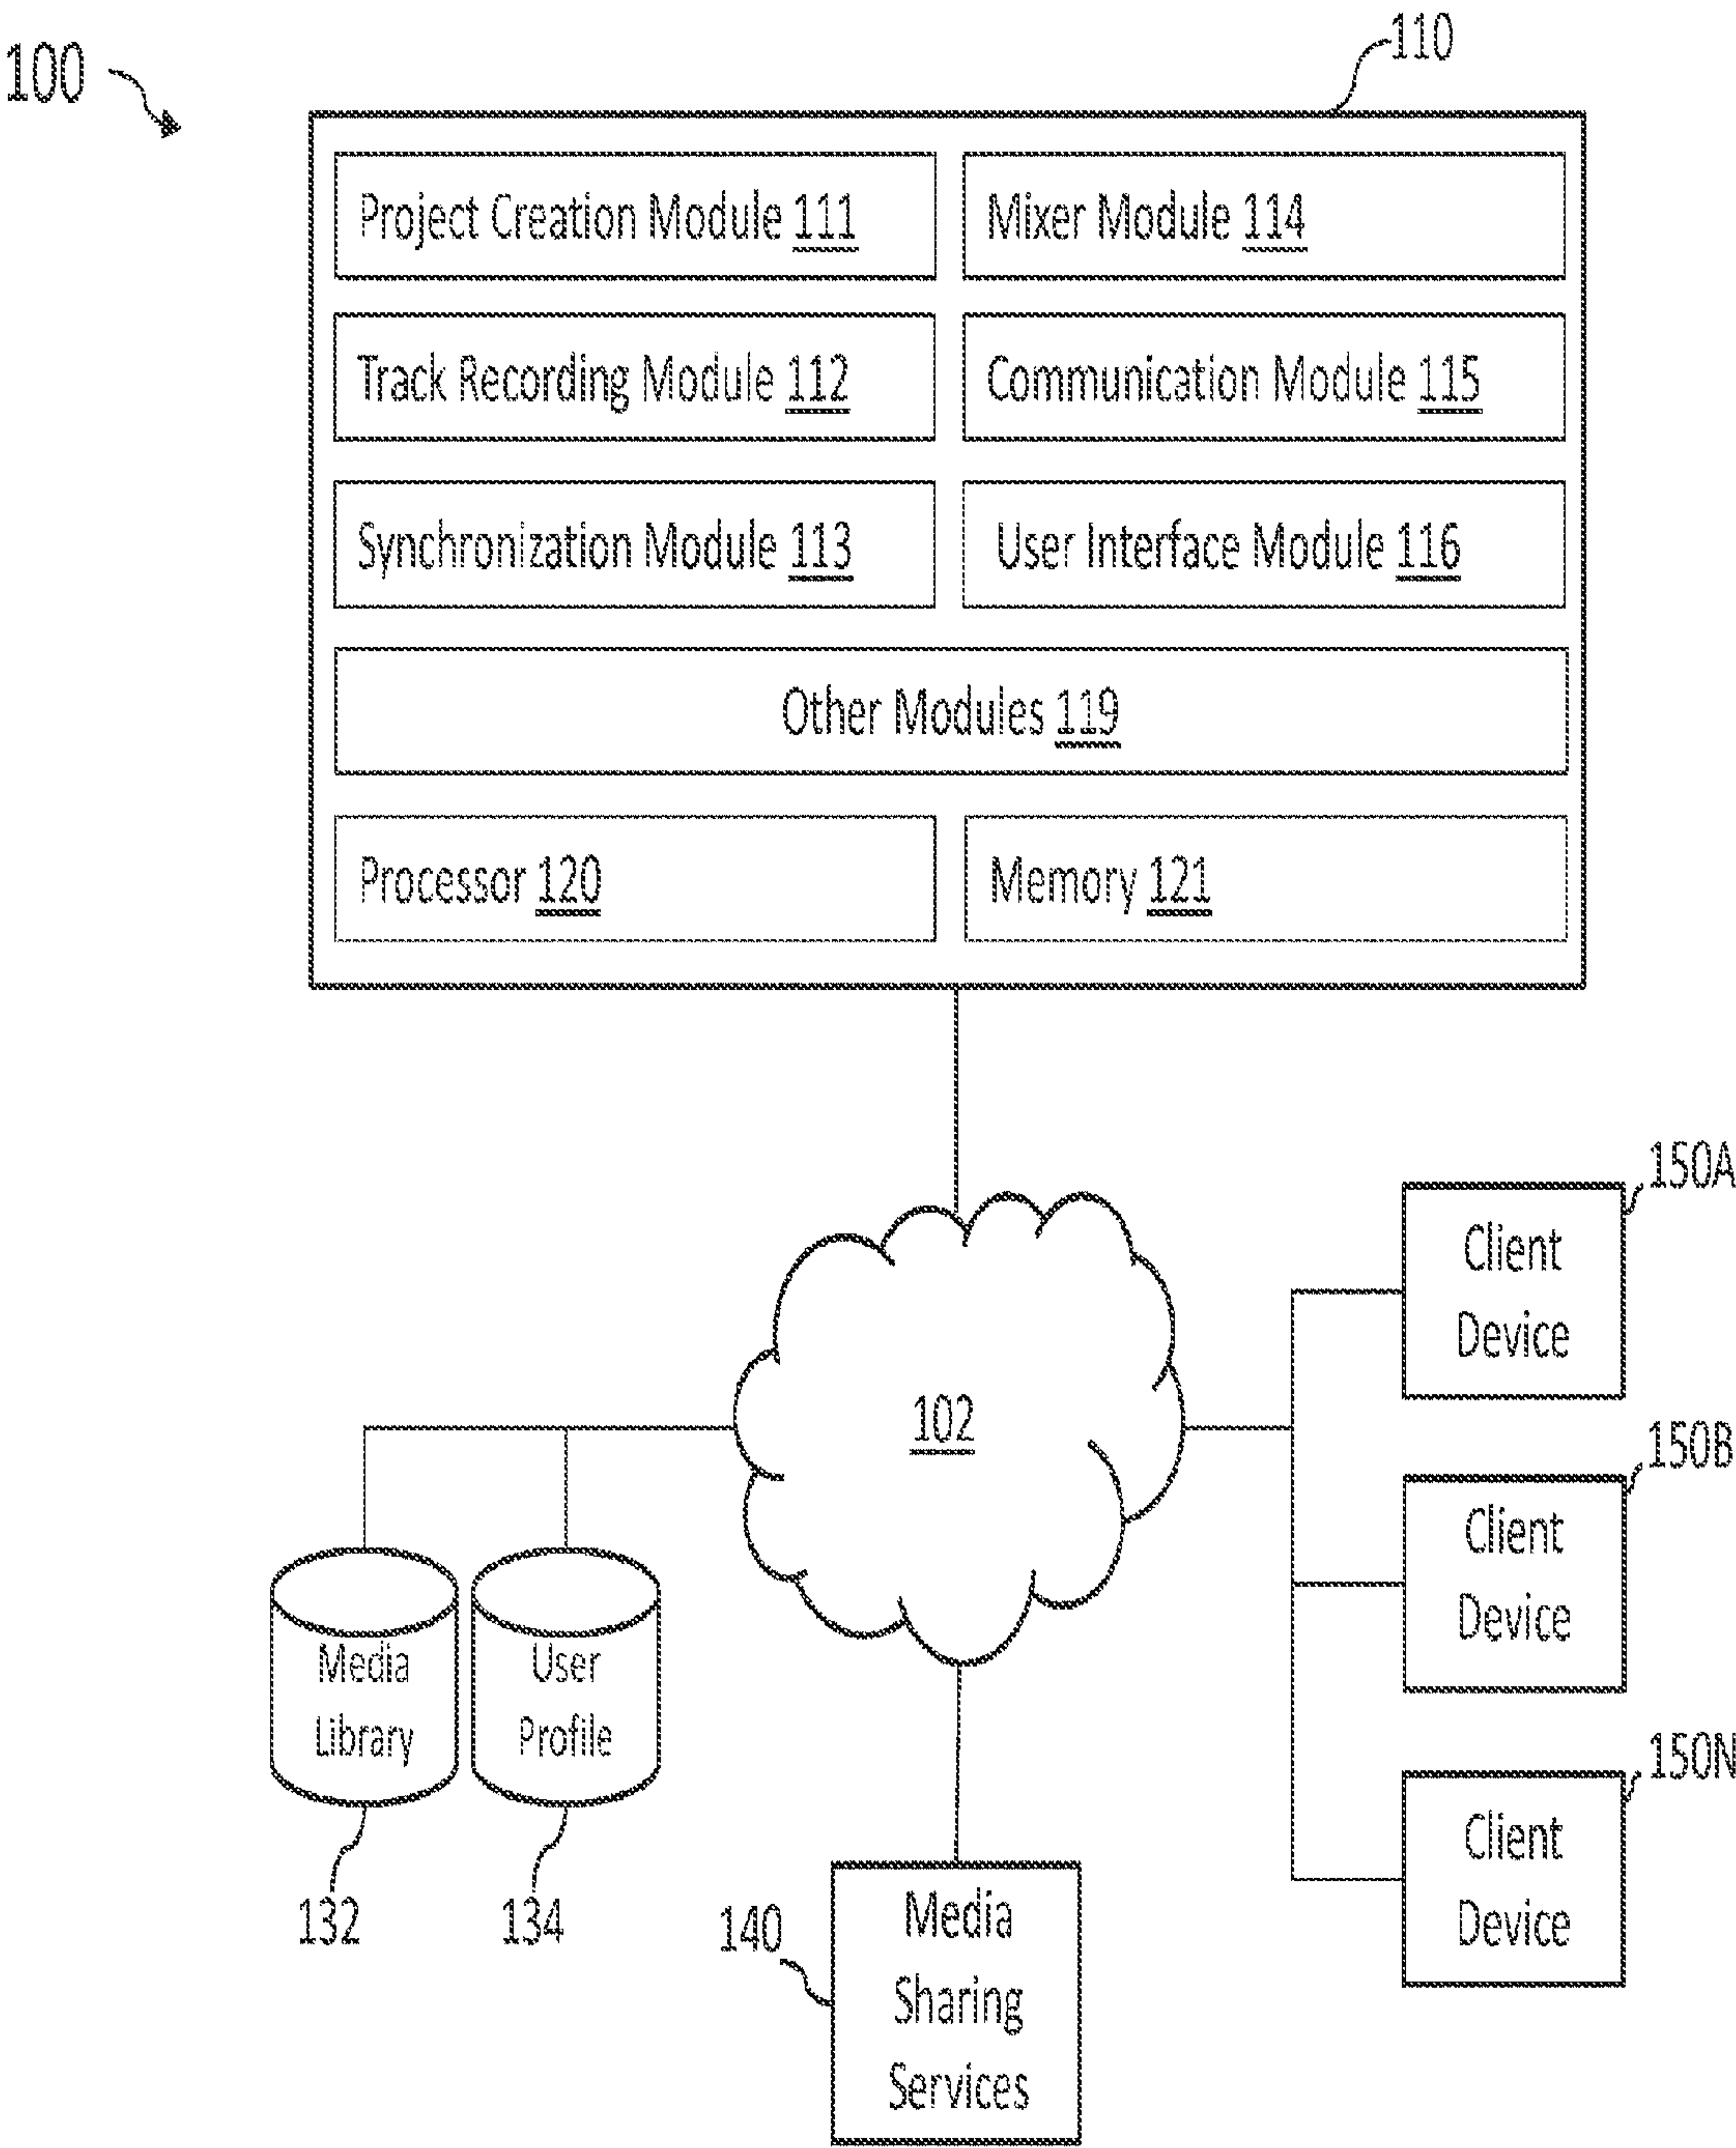 100
110
Project Creation Module 111
Mixer Module 114
Track Recording Module 112
Communication Module 115
Synchronization Module 113
User Interface Module 116
Other Modules 119
Processor 120
Memory 121
150A
Client
Device
102
150B
Client
Device
Media
Library
User
Profile
132
134
150N
Client
Device
140
Media
Sharing
Services